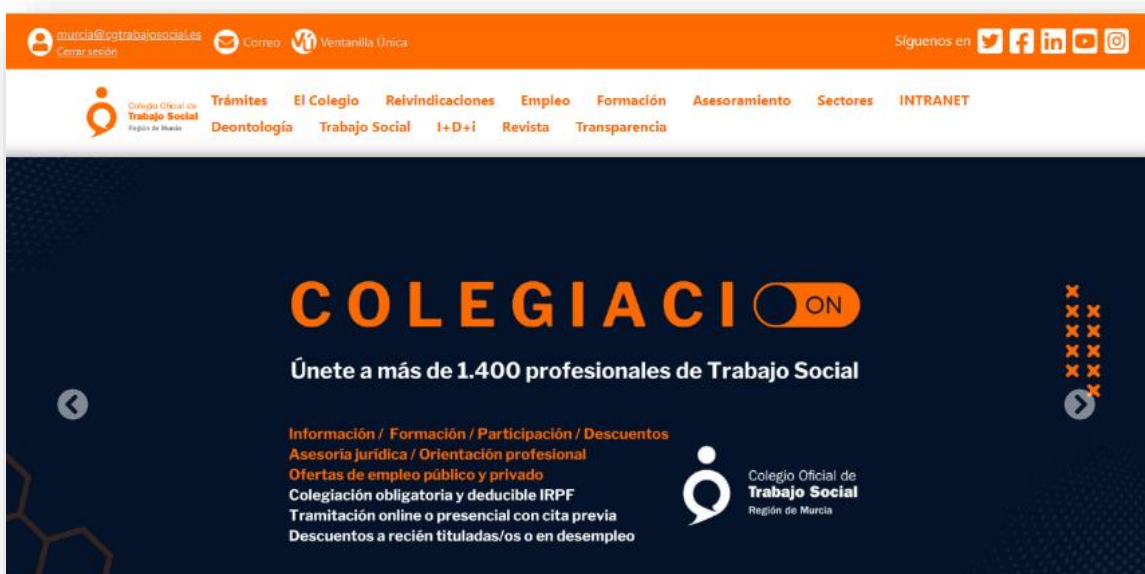 murcia@cgtrabajosocial.es
Cerrar sesión
Correo
Ventanilla Única
Síguenos en
Colegio Oficial de
Trabajo Social
Región de Murcia
Trámites El Colegio Reivindicaciones Empleo Formación Asesoramiento Sectores INTRANET
Deontología Trabajo Social I+D+i Revista Transparencia
COLEGIACI ON
Únete a más de 1.400 profesionales de Trabajo Social
Información / Formación / Participación / Descuentos
Asesoría jurídica / Orientación profesional
Ofertas de empleo público y privado
Colegiación obligatoria y deducible IRPF
Tramitación online o presencial con cita previa
Descuentos a recién tituladas/os o en desempleo
Colegio Oficial de
Trabajo Social
Región de Murcia